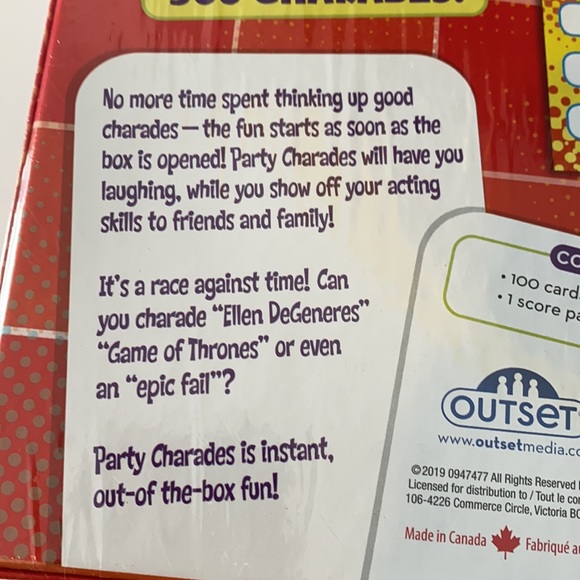 No more time spent thinking up good
charades – the fun starts as soon as the
box is opened! Party Charades will have you
laughing, while you show off your acting
skills to friends and family!
It's a race against time! Can
you charade "Ellen DeGeneres"
"Game of Thrones" or even
an "epic fail"?
Party Charades is instant,
out-of the-box fun!
• 100 card
• 1 score pa
OUTSET
www.outsetmedia.co
©2019 0947477 All Rights Reserved
Licensed for distribution to / Tout le con
106-4226 Commerce Circle, Victoria BC
Made in Canada Fabriqué au